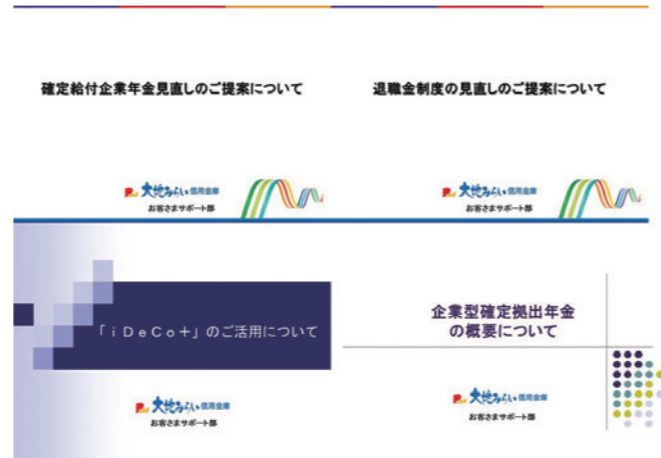 確定給付企業年金見直しのご提案について
大地みらい信用金庫
お客さまサポート部
退職金制度の見直しのご提案について
大地みらい信用金庫
お客さまサポート部
「iDeCo+」のご活用について
大地みらい信用金庫
お客さまサポート部
企業型確定拠出年金
の概要について
大地みらい信用金庫
お客さまサポート部